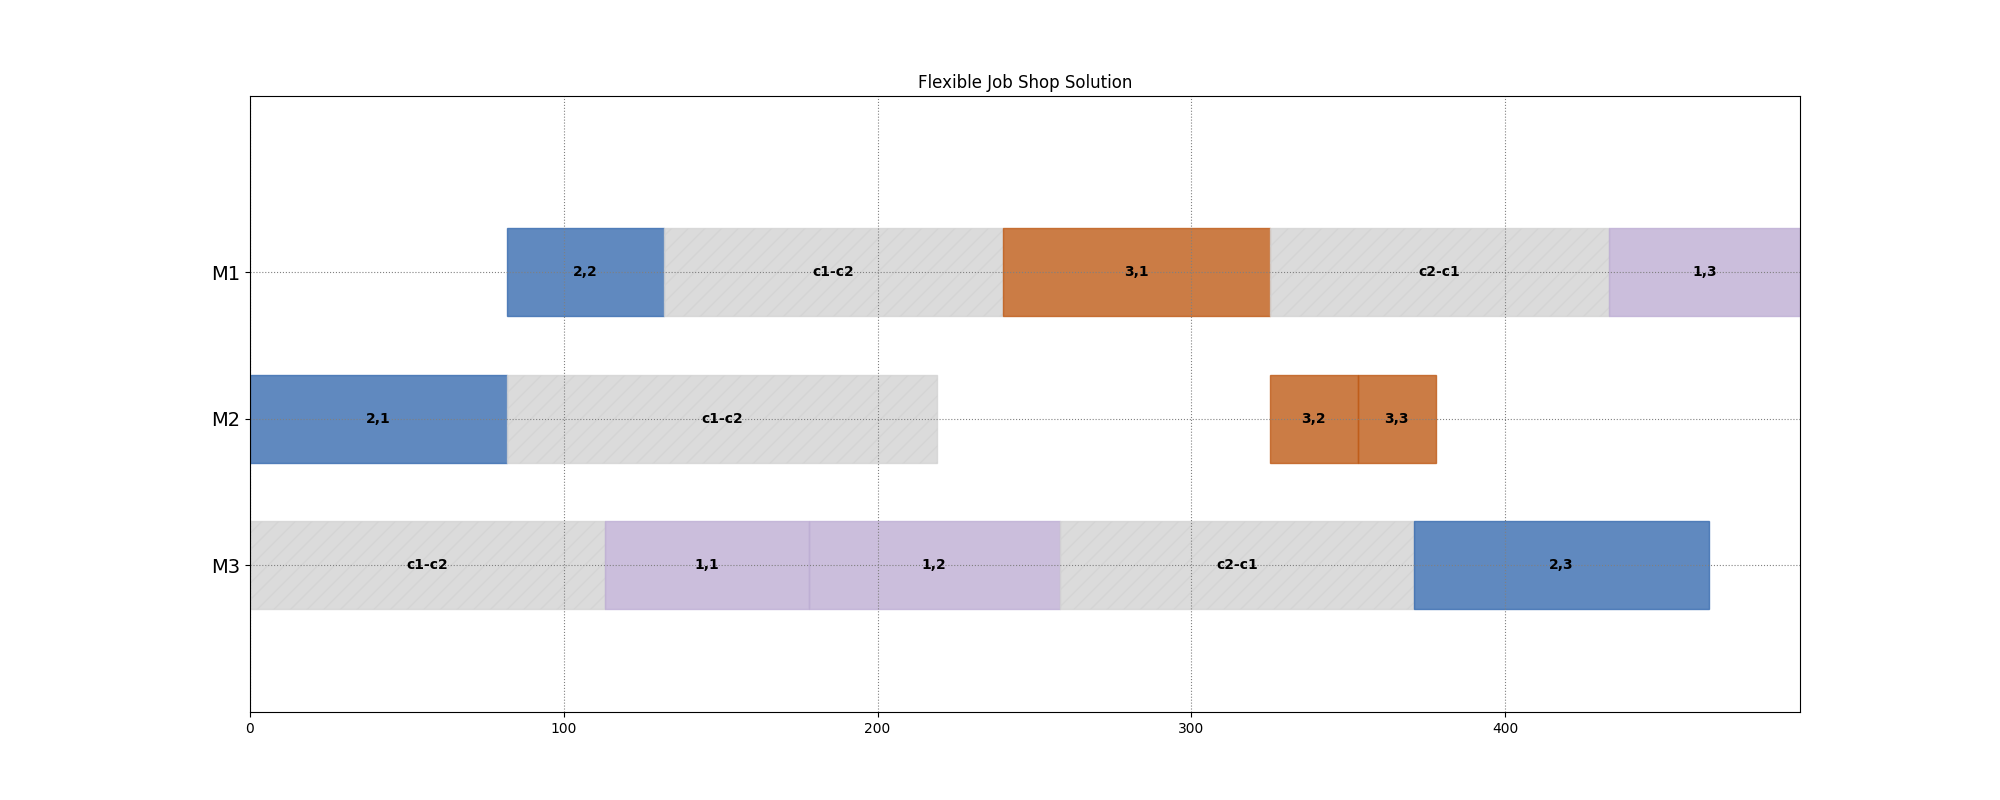 Flexible Job Shop Solution
M1
2,2
c1-c2
3,1
c2-c1
1,3
M2
2,1
c1-c2
3,2
3,3
M3
c1-c2
1,1
1,2
c2-c1
2,3
0
100
200
300
400